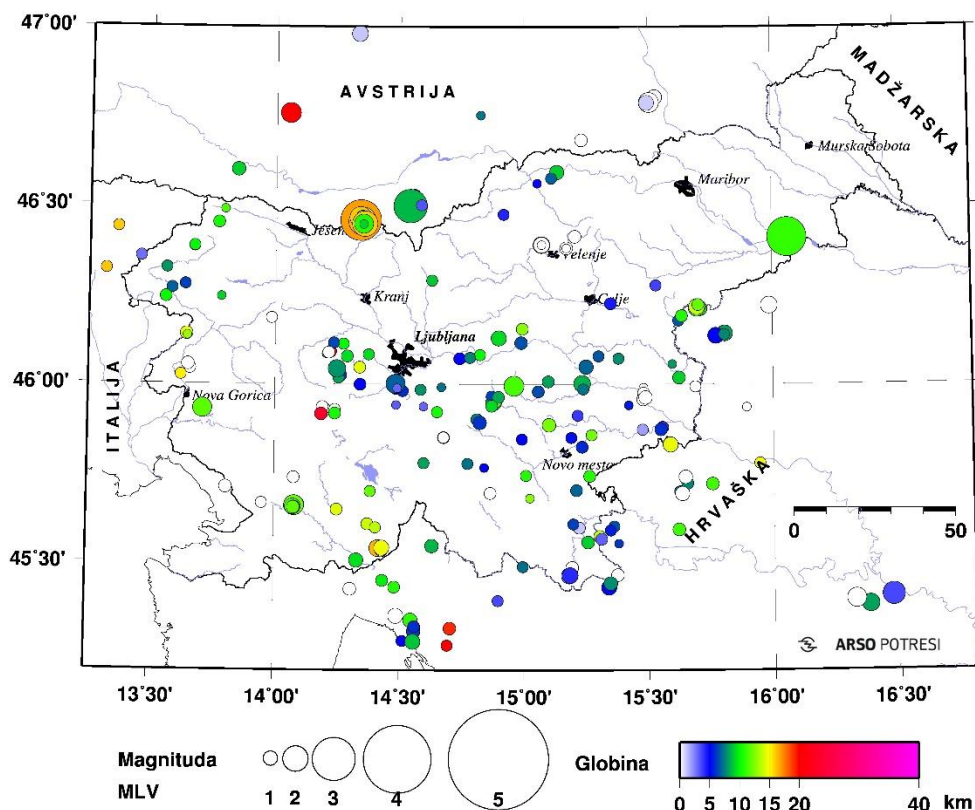 47˚00'
46˚30'
46˚00'
45˚30'
AVSTRIJA
MADŽARSKA
Murska Sobota
Maribor
Velenje
Kranj
Celje
Ljubljana
ITALIJA
Nova Gorica
Novo mesto
HRVAŠKA
0 50
ARSO POTRESI
13˚30' 14˚00' 14˚30' 15˚00' 15˚30' 16˚00' 16˚30'
Magnituda
MLV
1 2 3 4 5
Globina
0 5 10 15 20 40 km